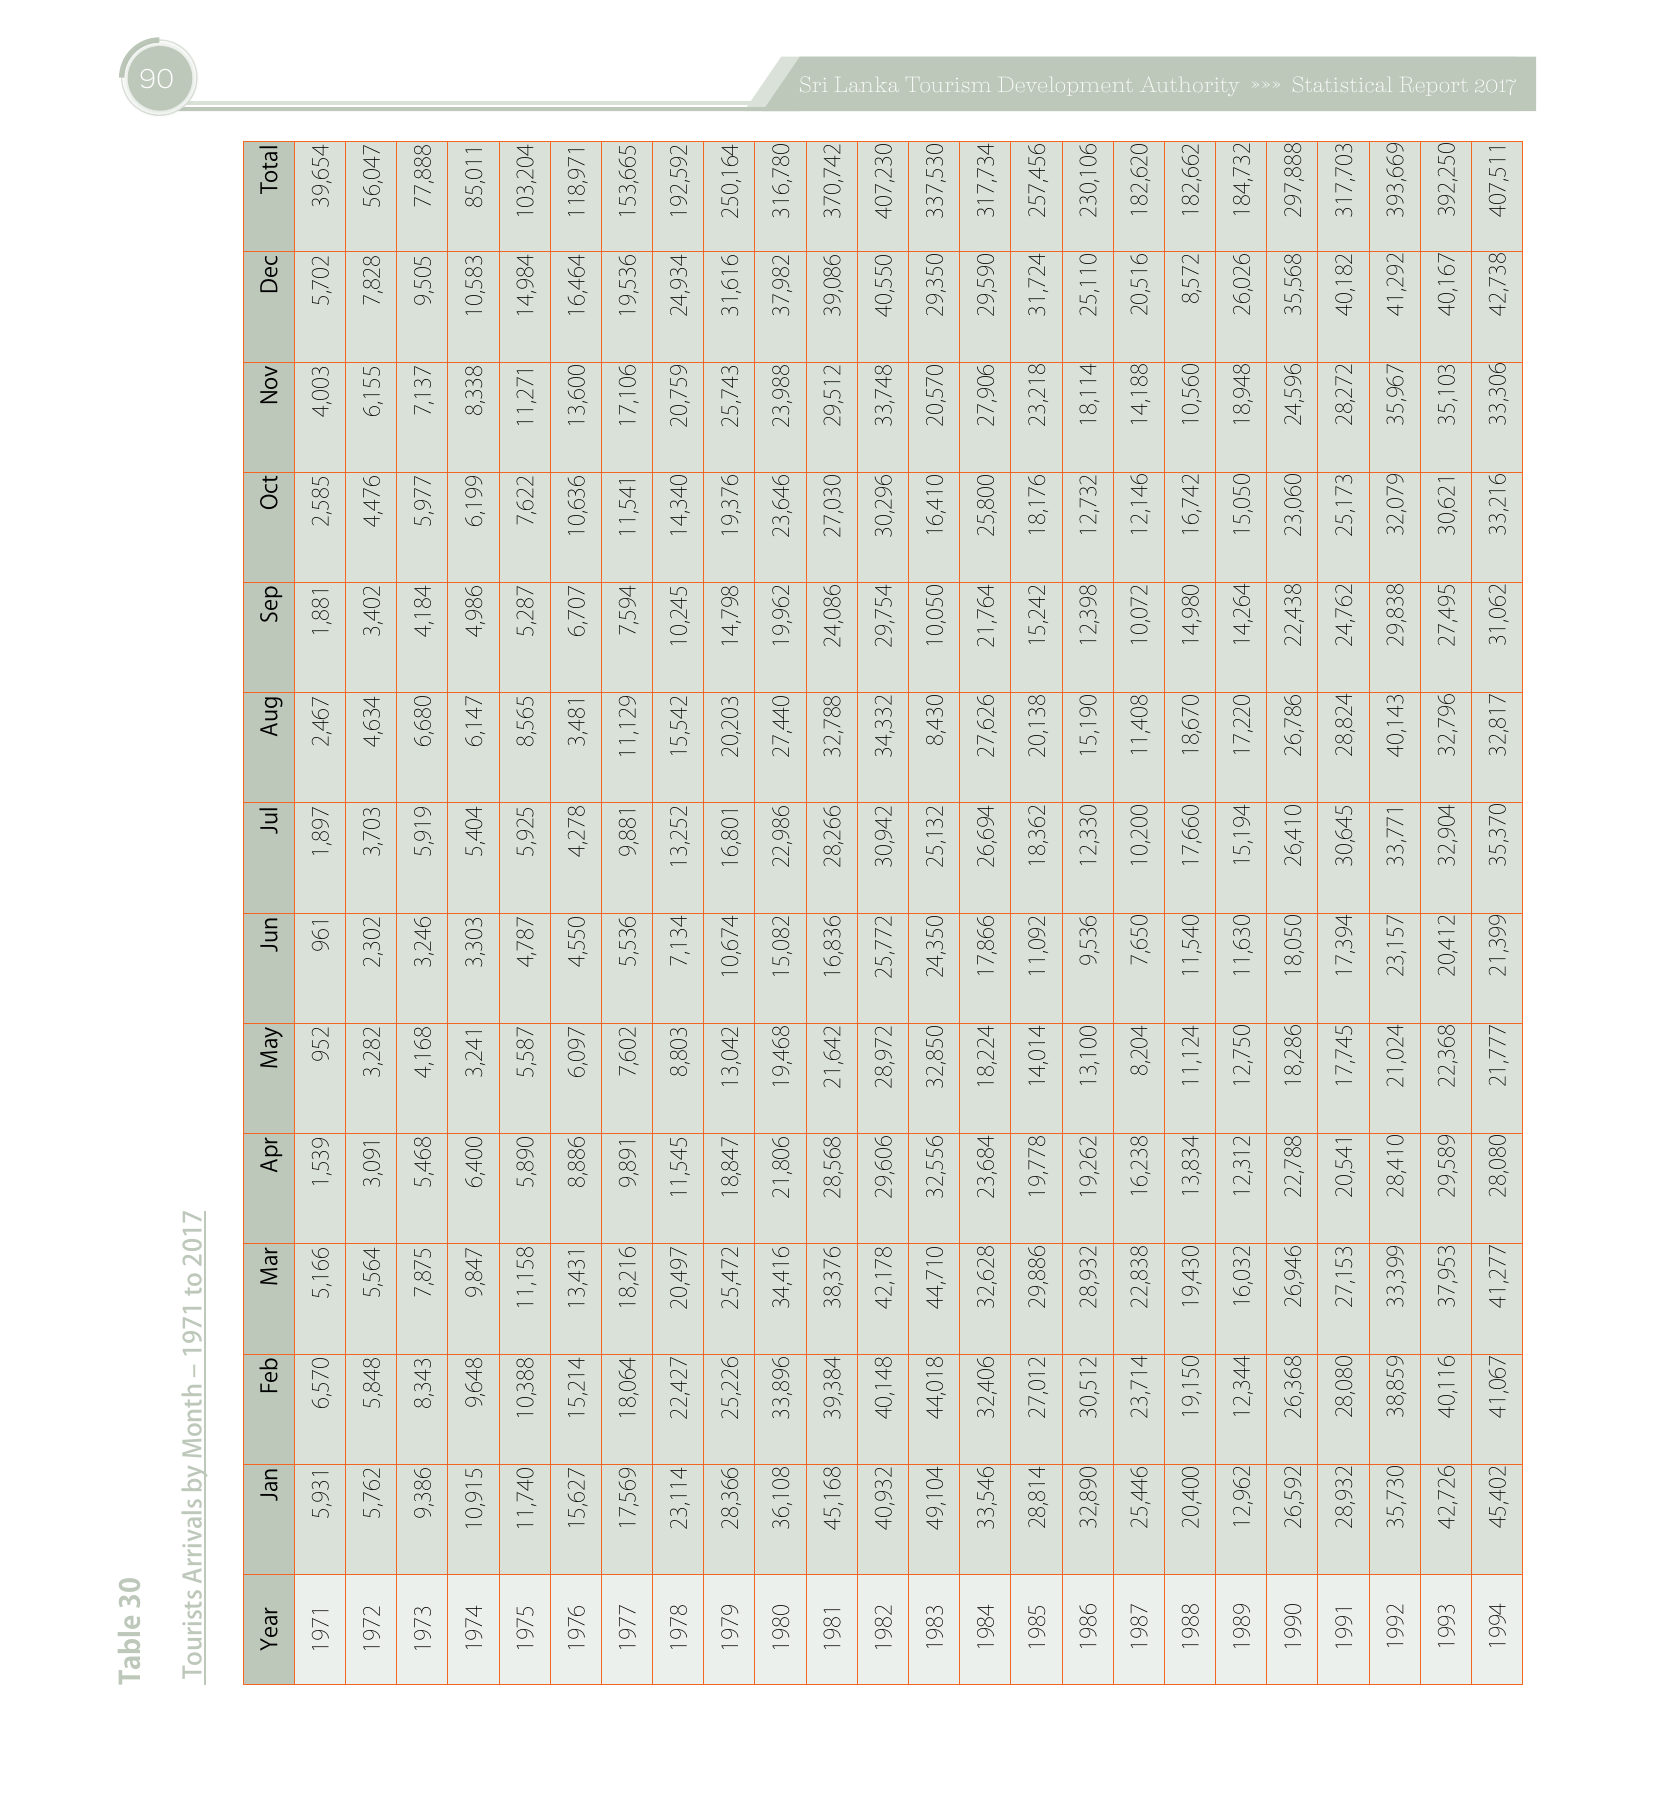 90
Sri Lanka Tourism Development Authority »»» Statistical Report 2017
Table 30
Tourists Arrivals by Month – 1971 to 2017
Year Jan Feb Mar Apr May Jun Jul Aug Sep Oct Nov Dec Total
1971 5,931 6,570 5,166 1,539 952 961 1,897 2,467 1,881 2,585 4,003 5,702 39,654
1972 5,762 5,848 5,564 3,091 3,282 2,302 3,703 4,634 3,402 4,476 6,155 7,828 56,047
1973 9,386 8,343 7,875 5,468 4,168 3,246 5,919 6,680 4,184 5,977 7,137 9,505 77,888
1974 10,915 9,648 9,847 6,400 3,241 3,303 5,404 6,147 4,986 6,199 8,338 10,583 85,011
1975 11,740 10,388 11,158 5,890 5,587 4,787 5,925 8,565 5,287 7,622 11,271 14,984 103,204
1976 15,627 15,214 13,431 8,886 6,097 4,550 4,278 3,481 6,707 10,636 13,600 16,464 118,971
1977 17,569 18,064 18,216 9,891 7,602 5,536 9,881 11,129 7,594 11,541 17,106 19,536 153,665
1978 23,114 22,427 20,497 11,545 8,803 7,134 13,252 15,542 10,245 14,340 20,759 24,934 192,592
1979 28,366 25,226 25,472 18,847 13,042 10,674 16,801 20,203 14,798 19,376 25,743 31,616 250,164
1980 36,108 33,896 34,416 21,806 19,468 15,082 22,986 27,440 19,962 23,646 23,988 37,982 316,780
1981 45,168 39,384 38,376 28,568 21,642 16,836 28,266 32,788 24,086 27,030 29,512 39,086 370,742
1982 40,932 40,148 42,178 29,606 28,972 25,772 30,942 34,332 29,754 30,296 33,748 40,550 407,230
1983 49,104 44,018 44,710 32,556 32,850 24,350 25,132 8,430 10,050 16,410 20,570 29,350 337,530
1984 33,546 32,406 32,628 23,684 18,224 17,866 26,694 27,626 21,764 25,800 27,906 29,590 317,734
1985 28,814 27,012 29,886 19,778 14,014 11,092 18,362 20,138 15,242 18,176 23,218 31,724 257,456
1986 32,890 30,512 28,932 19,262 13,100 9,536 12,330 15,190 12,398 12,732 18,114 25,110 230,106
1987 25,446 23,714 22,838 16,238 8,204 7,650 10,200 11,408 10,072 12,146 14,188 20,516 182,620
1988 20,400 19,150 19,430 13,834 11,124 11,540 17,660 18,670 14,980 16,742 10,560 8,572 182,662
1989 12,962 12,344 16,032 12,312 12,750 11,630 15,194 17,220 14,264 15,050 18,948 26,026 184,732
1990 26,592 26,368 26,946 22,788 18,286 18,050 26,410 26,786 22,438 23,060 24,596 35,568 297,888
1991 28,932 28,080 27,153 20,541 17,745 17,394 30,645 28,824 24,762 25,173 28,272 40,182 317,703
1992 35,730 38,859 33,399 28,410 21,024 23,157 33,771 40,143 29,838 32,079 35,967 41,292 393,669
1993 42,726 40,116 37,953 29,589 22,368 20,412 32,904 32,796 27,495 30,621 35,103 40,167 392,250
1994 45,402 41,067 41,277 28,080 21,777 21,399 35,370 32,817 31,062 33,216 33,306 42,738 407,511